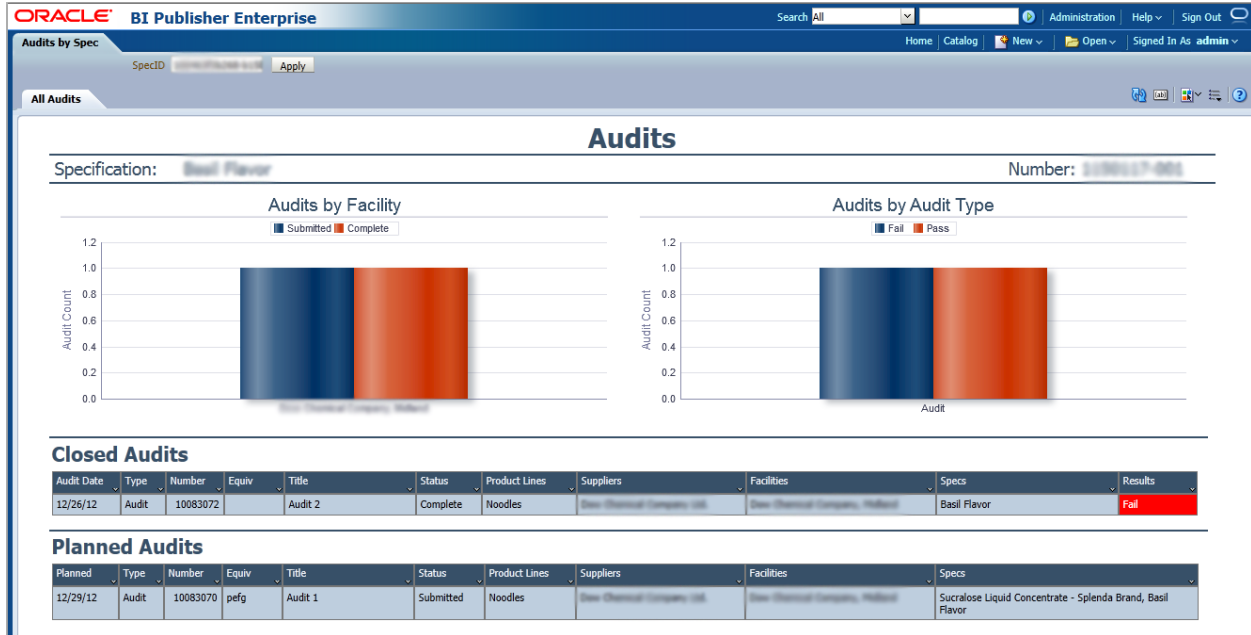 ORACLE BI Publisher Enterprise
Search All
Administration Help Sign Out
Audits by Spec
Home Catalog New Open Signed In As admin
SpecID Apply
All Audits
Audits
Specification:
Number:
Audits by Facility
Submitted Complete
1.2
1.0
0.8
0.6
0.4
0.2
0.0
Audit Count
Audits by Audit Type
Fail Pass
1.2
1.0
0.8
0.6
0.4
0.2
0.0
Audit Count
Audit
Closed Audits
Audit Date Type Number Equiv Title Status Product Lines Suppliers Facilities Specs Results
12/26/12 Audit 10083072 Audit 2 Complete Noodles Basil Flavor Fail
Planned Audits
Planned Type Number Equiv Title Status Product Lines Suppliers Facilities Specs
12/29/12 Audit 10083070 pefg Audit 1 Submitted Noodles Sucralose Liquid Concentrate - Splenda Brand, Basil
Flavor